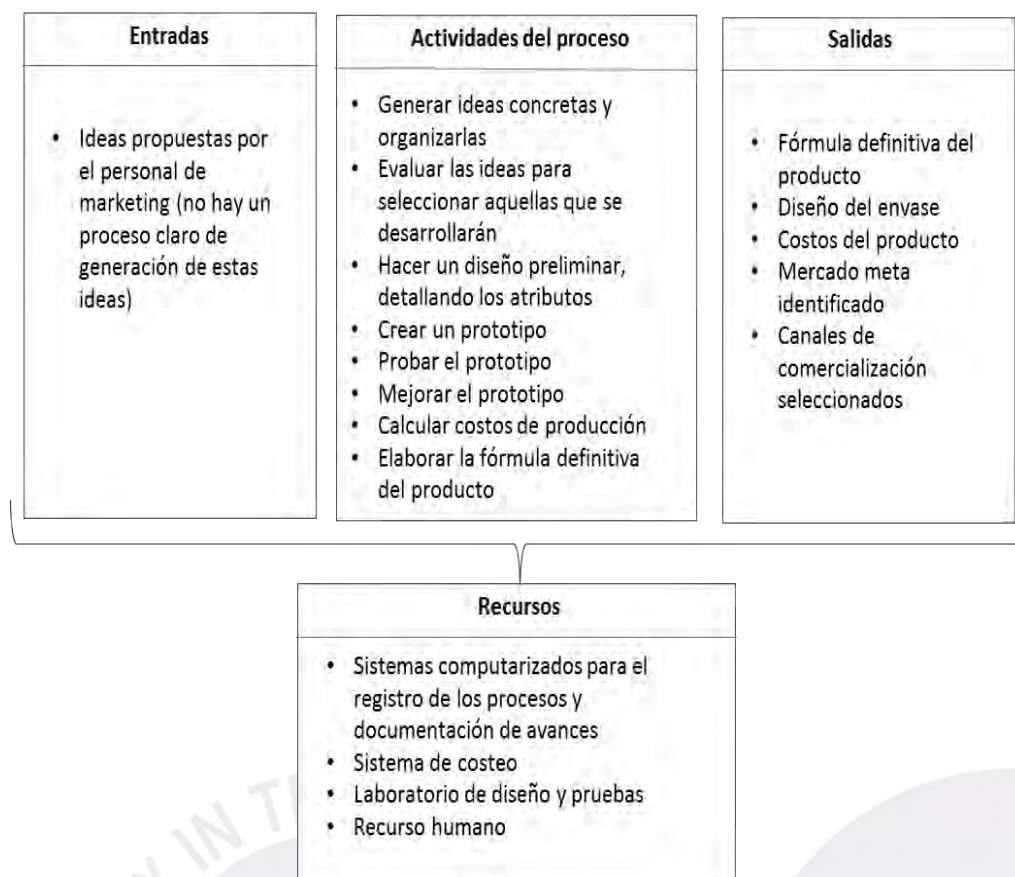 Entradas
• Ideas propuestas por
el personal de
marketing (no hay un
proceso claro de
generación de estas
ideas)
Actividades del proceso
• Generar ideas concretas y
organizarlas
• Evaluar las ideas para
seleccionar aquellas que se
desarrollarán
• Hacer un diseño preliminar,
detallando los atributos
• Crear un prototipo
• Probar el prototipo
• Mejorar el prototipo
• Calcular costos de producción
• Elaborar la fórmula definitiva
del producto
Salidas
• Fórmula definitiva del
producto
• Diseño del envase
• Costos del producto
• Mercado meta
identificado
• Canales de
comercialización
seleccionados
Recursos
• Sistemas computarizados para el
registro de los procesos y
documentación de avances
• Sistema de costeo
• Laboratorio de diseño y pruebas
• Recurso humano
IN